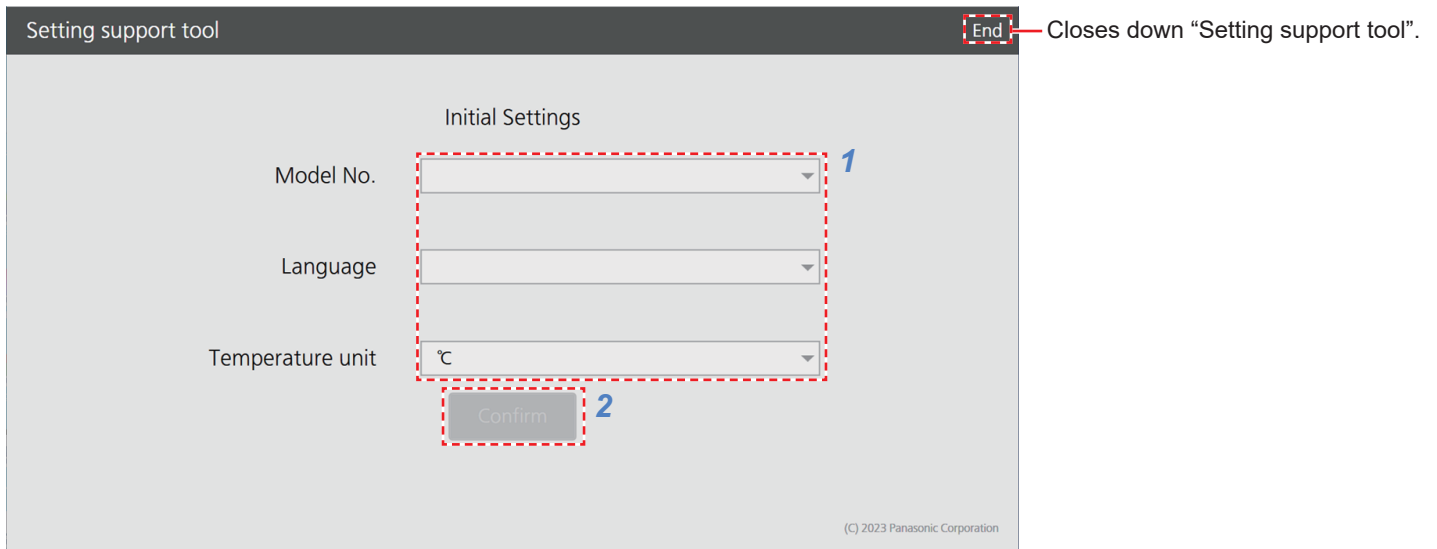 Setting support tool
End
Closes down “Setting support tool”.
Initial Settings
1
Model No.
Language
Temperature unit
℃
Confirm
2
(C) 2023 Panasonic Corporation